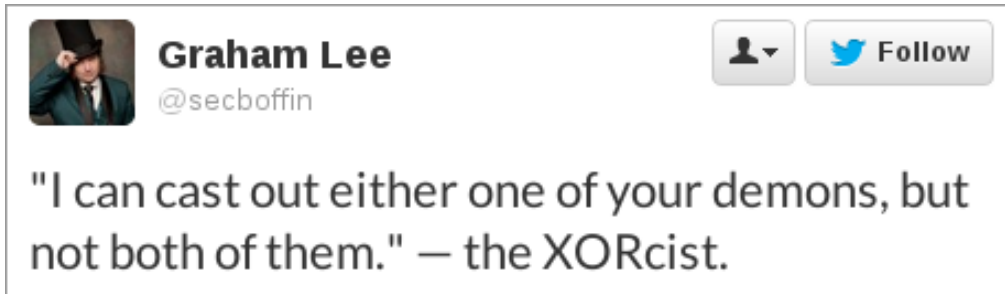 Graham Lee
@secboffin
Follow
"I can cast out either one of your demons, but
not both of them." — the XORcist.